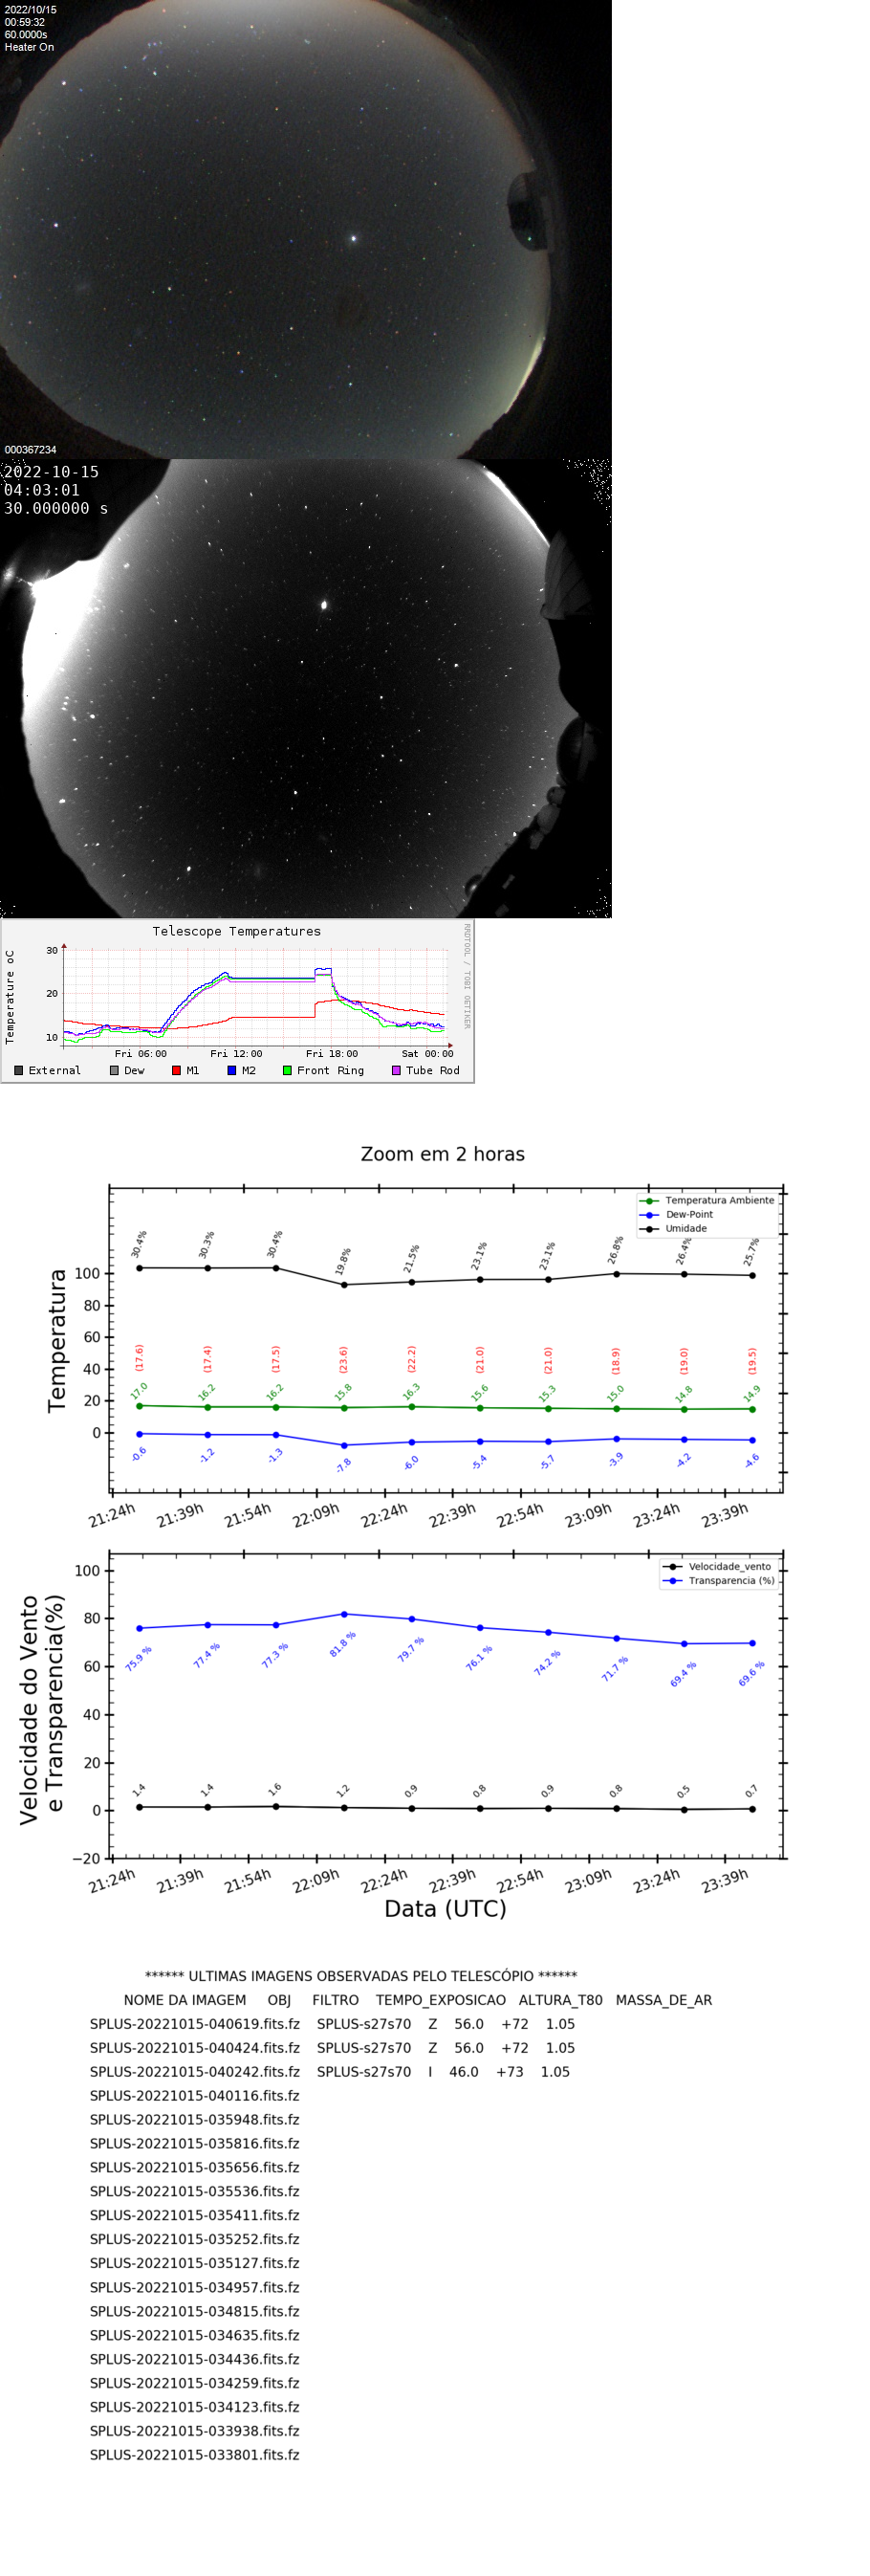 2022/10/15
00:59:32
60.0000s
Heater On
000367234
2022-10-15
04:03:01
30.000000 s
Telescope Temperatures
RRDTOOL / TOBI OETIKER
Temperature oC
30
20
10
Fri 06:00 Fri 12:00 Fri 18:00 Sat 00:00
External Dew M1 M2 Front Ring Tube Rod
Zoom em 2 horas
Temperatura Ambiente
Dew-Point
Umidade
Temperatura
100
80
60
40
20
0
30.4% 30.3% 30.4% 19.8% 21.5% 23.1% 23.1% 26.8% 26.4% 25.7%
(17.6) (17.4) (17.5) (23.6) (22.2) (21.0) (21.0) (18.9) (19.0) (19.5)
17.0 16.2 16.2 15.8 16.3 15.6 15.3 15.0 14.8 14.9
-0.6 -1.2 -1.3 -7.8 -6.0 -5.4 -5.7 -3.9 -4.2 -4.6
21:24h 21:39h 21:54h 22:09h 22:24h 22:39h 22:54h 23:09h 23:24h 23:39h
Velocidade_vento
Transparencia (%)
Velocidade do Vento
e Transparencia(%)
100
80
60
40
20
0
−20
75.9 % 77.4 % 77.3 % 81.8 % 79.7 % 76.1 % 74.2 % 71.7 % 69.4 % 69.6 %
1.4 1.4 1.6 1.2 0.9 0.8 0.9 0.8 0.5 0.7
21:24h 21:39h 21:54h 22:09h 22:24h 22:39h 22:54h 23:09h 23:24h 23:39h
Data (UTC)
****** ULTIMAS IMAGENS OBSERVADAS PELO TELESCÓPIO ******
NOME DA IMAGEM OBJ FILTRO TEMPO_EXPOSICAO ALTURA_T80 MASSA_DE_AR
SPLUS-20221015-040619.fits.fz SPLUS-s27s70 Z 56.0 +72 1.05
SPLUS-20221015-040424.fits.fz SPLUS-s27s70 Z 56.0 +72 1.05
SPLUS-20221015-040242.fits.fz SPLUS-s27s70 I 46.0 +73 1.05
SPLUS-20221015-040116.fits.fz
SPLUS-20221015-035948.fits.fz
SPLUS-20221015-035816.fits.fz
SPLUS-20221015-035656.fits.fz
SPLUS-20221015-035536.fits.fz
SPLUS-20221015-035411.fits.fz
SPLUS-20221015-035252.fits.fz
SPLUS-20221015-035127.fits.fz
SPLUS-20221015-034957.fits.fz
SPLUS-20221015-034815.fits.fz
SPLUS-20221015-034635.fits.fz
SPLUS-20221015-034436.fits.fz
SPLUS-20221015-034259.fits.fz
SPLUS-20221015-034123.fits.fz
SPLUS-20221015-033938.fits.fz
SPLUS-20221015-033801.fits.fz